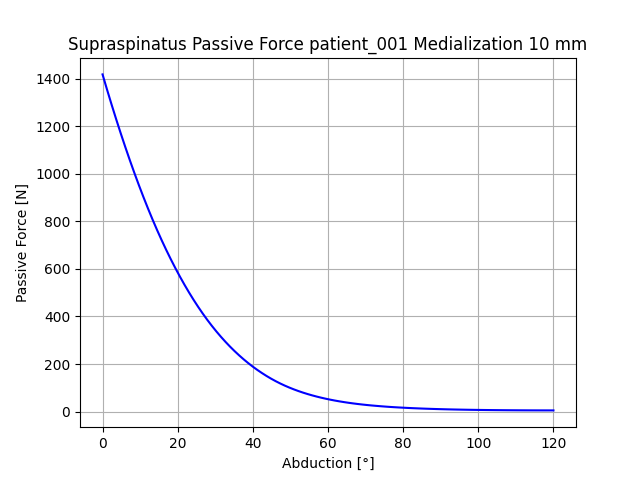 Supraspinatus Passive Force patient_001 Medialization 10 mm
1400
1200
1000
800
600
400
200
0
Passive Force [N]
0 20 40 60 80 100 120
Abduction [°]